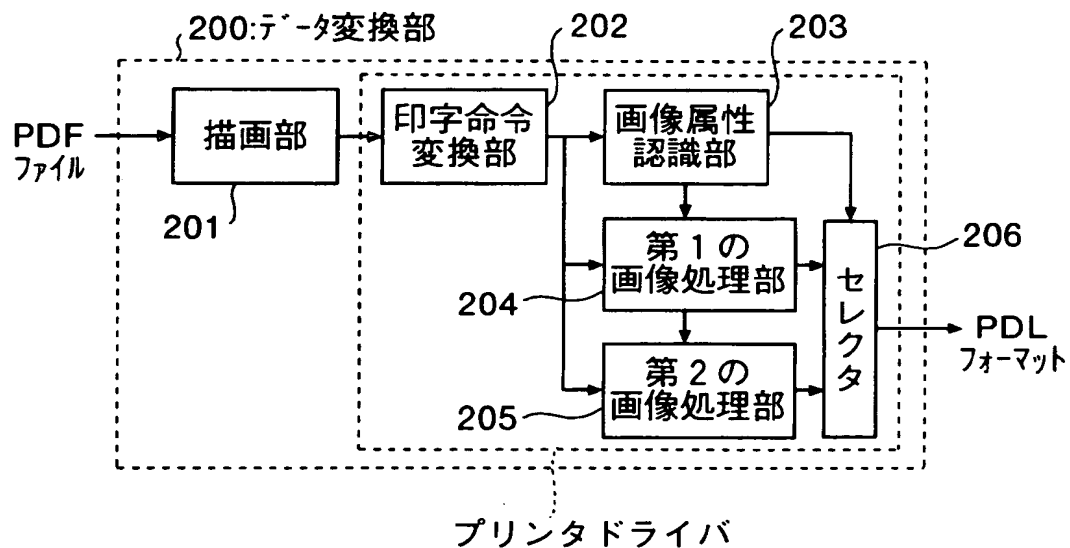 200:ﾃﾞｰﾀ変換部
202
203
PDF
ﾌｧｲﾙ
描画部
201
印字命令
変換部
画像属性
認識部
第1の
画像処理部
204
第2の
画像処理部
205
セレクタ
206
PDL
ﾌｫｰﾏｯﾄ
プリンタドライバ